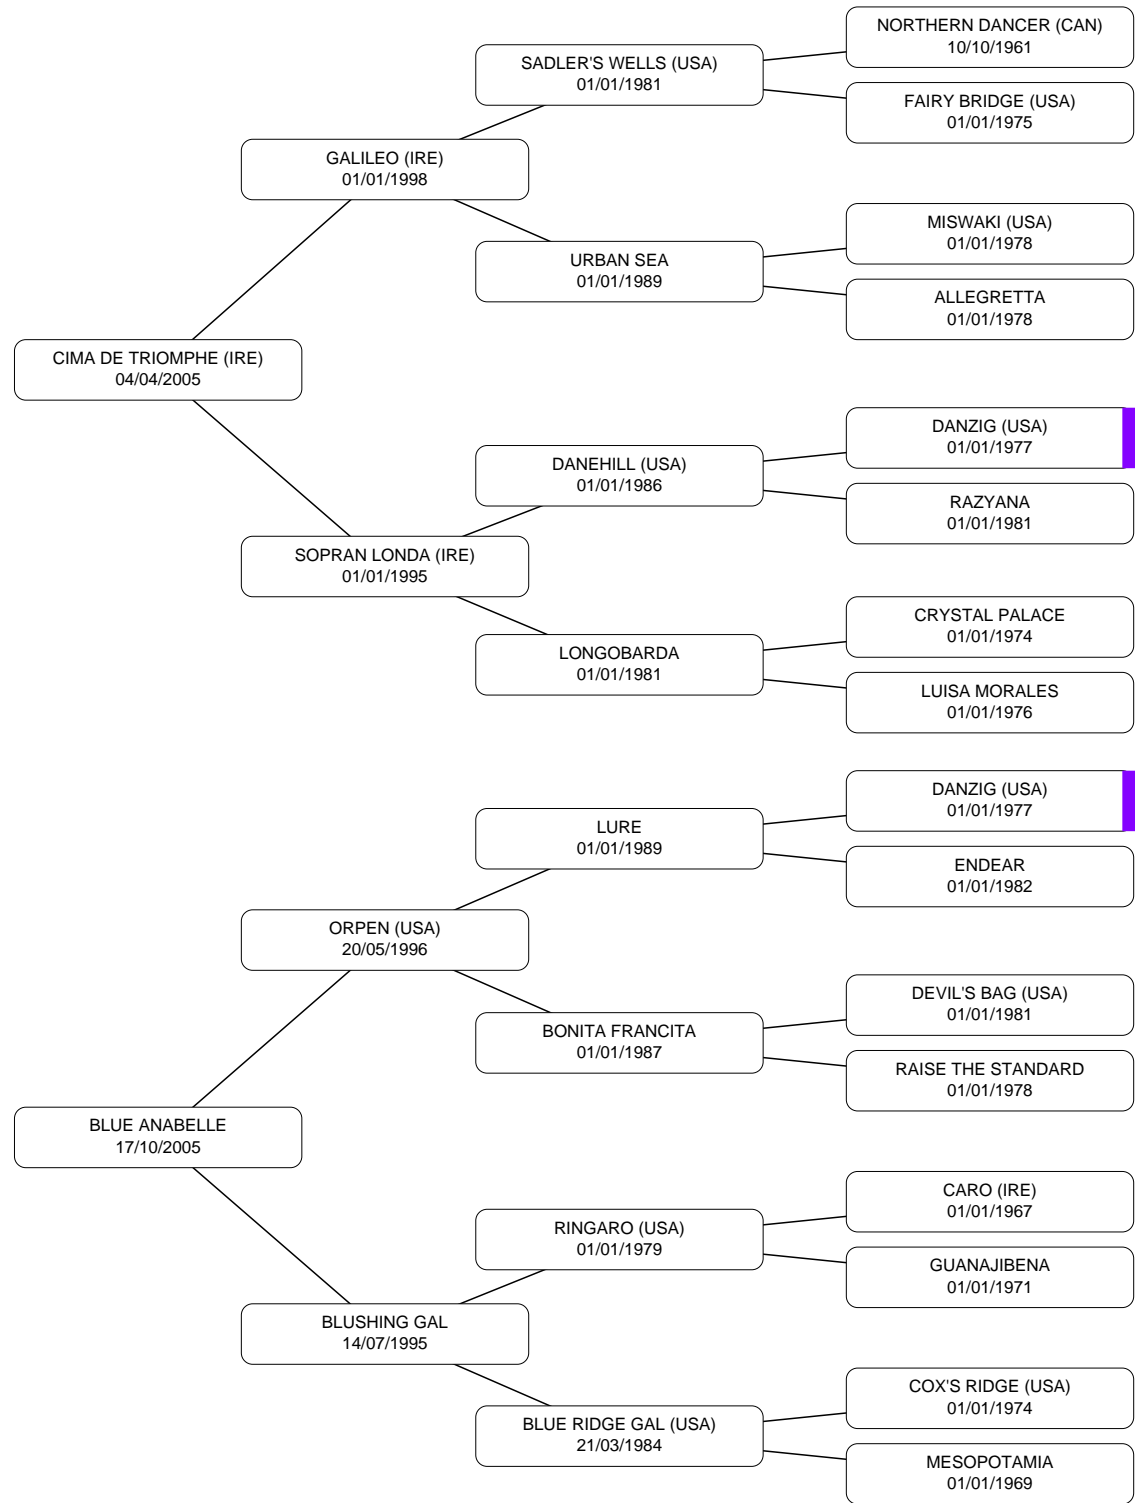 NORTHERN DANCER (CAN)
10/10/1961
SADLER'S WELLS (USA)
01/01/1981
FAIRY BRIDGE (USA)
01/01/1975
GALILEO (IRE)
01/01/1998
MISWAKI (USA)
01/01/1978
URBAN SEA
01/01/1989
ALLEGRETTA
01/01/1978
CIMA DE TRIOMPHE (IRE)
04/04/2005
DANZIG (USA)
01/01/1977
DANEHILL (USA)
01/01/1986
RAZYANA
01/01/1981
SOPRAN LONDA (IRE)
01/01/1995
CRYSTAL PALACE
01/01/1974
LONGOBARDA
01/01/1981
LUISA MORALES
01/01/1976
DANZIG (USA)
01/01/1977
LURE
01/01/1989
ENDEAR
01/01/1982
ORPEN (USA)
20/05/1996
DEVIL'S BAG (USA)
01/01/1981
BONITA FRANCITA
01/01/1987
RAISE THE STANDARD
01/01/1978
BLUE ANABELLE
17/10/2005
CARO (IRE)
01/01/1967
RINGARO (USA)
01/01/1979
GUANAJIBENA
01/01/1971
BLUSHING GAL
14/07/1995
COX'S RIDGE (USA)
01/01/1974
BLUE RIDGE GAL (USA)
21/03/1984
MESOPOTAMIA
01/01/1969